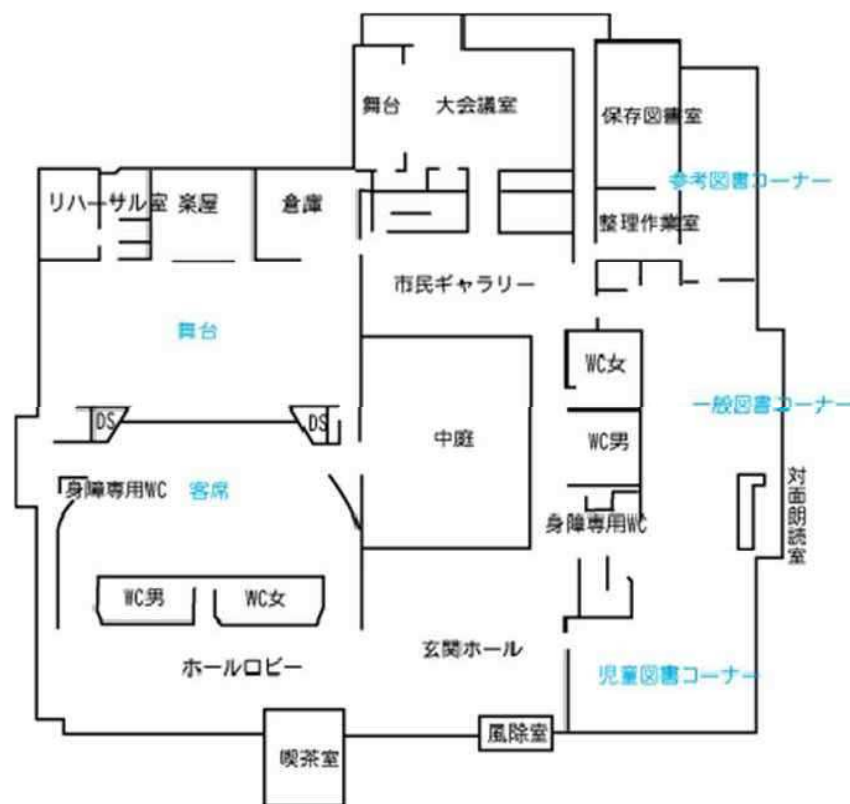 舞台
大会議室
保存図書室
参考図書コーナー
リハーサル室
楽屋
倉庫
整理作業室
市民ギャラリー
舞台
WC女
一般図書コーナー
DS
DS
中庭
WC男
身障専用WC
客席
対面朗読室
身障専用WC
WC男
WC女
玄関ホール
ホールロビー
児童図書コーナー
風除室
喫茶室